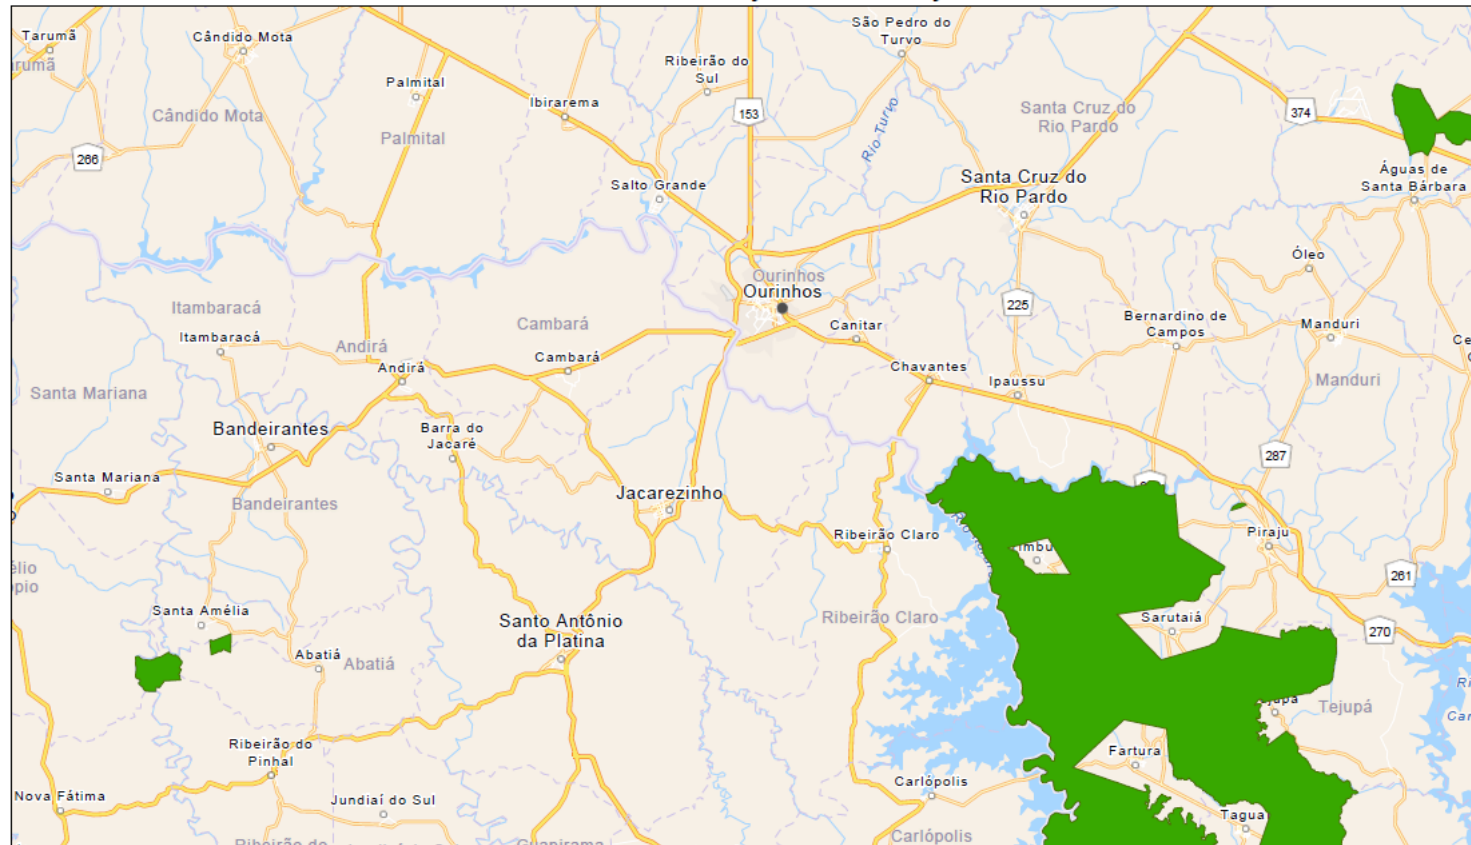 São Pedro do
Turvo
Tarumã
Cândido Mota
Ribeirão do
Sul
Palmital
Ibirarema
153
Santa Cruz do
Rio Pardo
374
Cândido Mota
Palmital
Rio Turvo
266
Águas de
Santa Bárbara
Santa Cruz do
Rio Pardo
Salto Grande
Óleo
Ourinhos
Ourinhos
225
Itambaracá
Itambaracá
Cambará
Canitar
Bernardino de
Campos
Manduri
Andirá
Cambará
Andirá
Chavantes
Ipaussu
Manduri
Santa Mariana
Bandeirantes
Barra do
Jacaré
287
Santa Mariana
Bandeirantes
Jacarezinho
Ribeirão Claro
Piraju
261
Santa Amélia
Ribeirão Claro
Sarutaiá
270
Santo Antônio
da Platina
Abatiá
Abatiá
Tejupá
Ribeirão do
Pinhal
Fartura
Carlópolis
Nova Fátima
Jundiaí do Sul
Tagua
Carlópolis
Guapirama